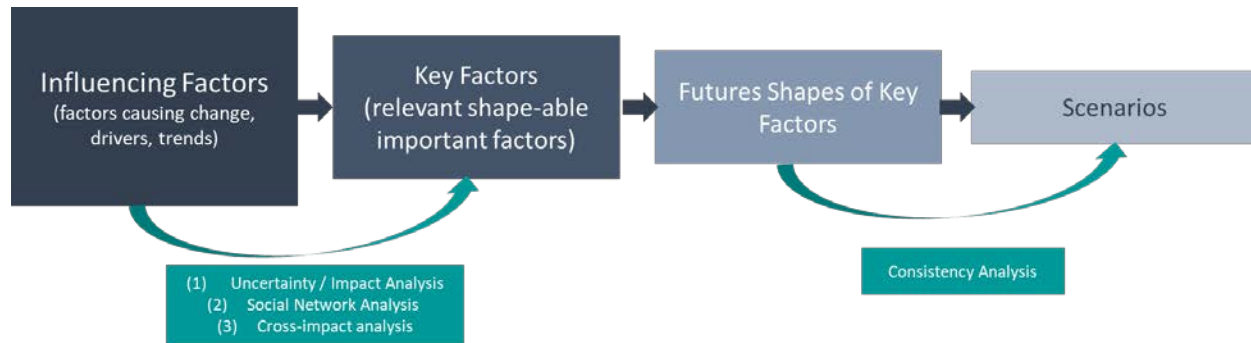 Influencing Factors
(factors causing change,
drivers, trends)
Key Factors
(relevant shape-able
important factors)
Futures Shapes of Key
Factors
Scenarios
(1) Uncertainty / Impact Analysis
(2) Social Network Analysis
(3) Cross-impact analysis
Consistency Analysis